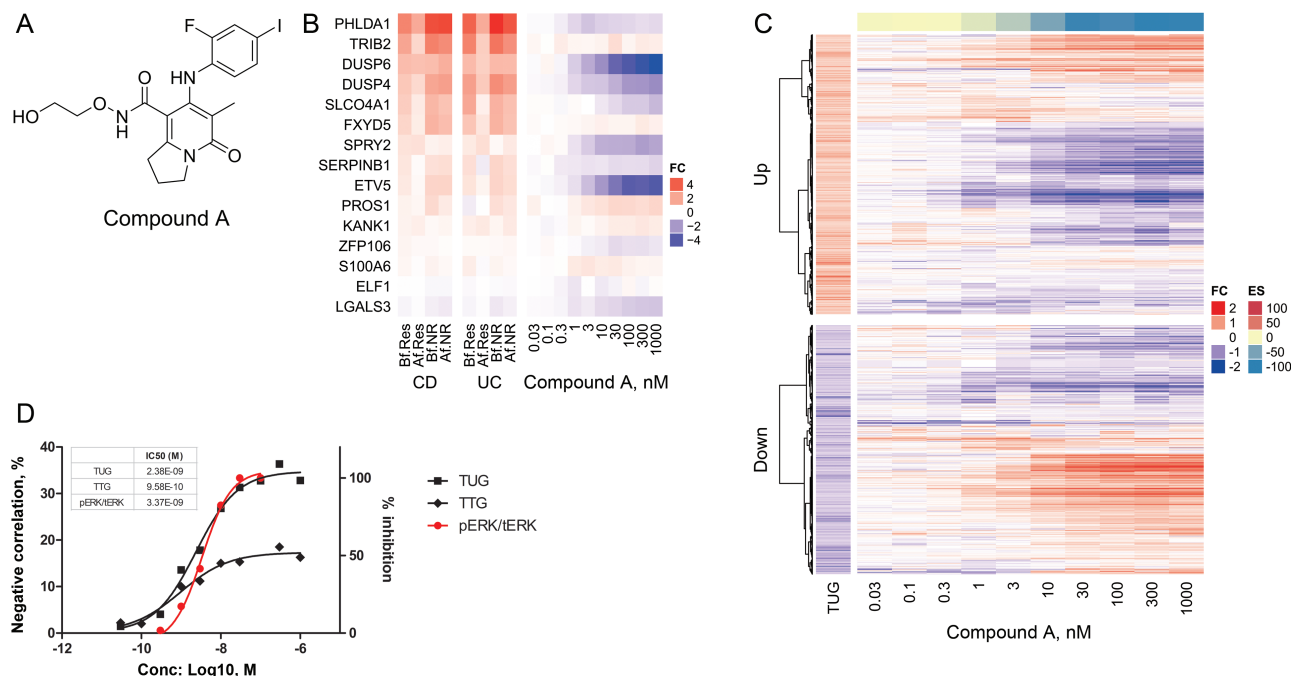 A
F
I
HN
O
O
HO
N
H
N
O
Compound A
B
PHLDA1
TRIB2
DUSP6
DUSP4
SLCO4A1
FXYD5
SPRY2
SERPINB1
ETV5
PROS1
KANK1
ZFP106
S100A6
ELF1
LGALS3
Bf.Res
Af.Res
Bf.NR
Af.NR
Bf.Res
Af.Res
Bf.NR
Af.NR
0.03
0.1
0.3
1
3
10
30
100
300
1000
CD
UC
Compound A, nM
FC
4
2
0
−2
−4
C
Up
Down
TUG
0.03
0.1
0.3
1
3
10
30
100
300
1000
Compound A, nM
FC ES
2 100
1 50
0 0
-1 -50
-2 -100
D
Negative correlation, %
40
30
20
10
0
IC50 (M)
TUG 2.38E-09
TTG 9.58E-10
pERK/tERK 3.37E-09
100
50
0
% inhibition
-12 -10 -8 -6
Conc: Log10, M
TUG
TTG
pERK/tERK